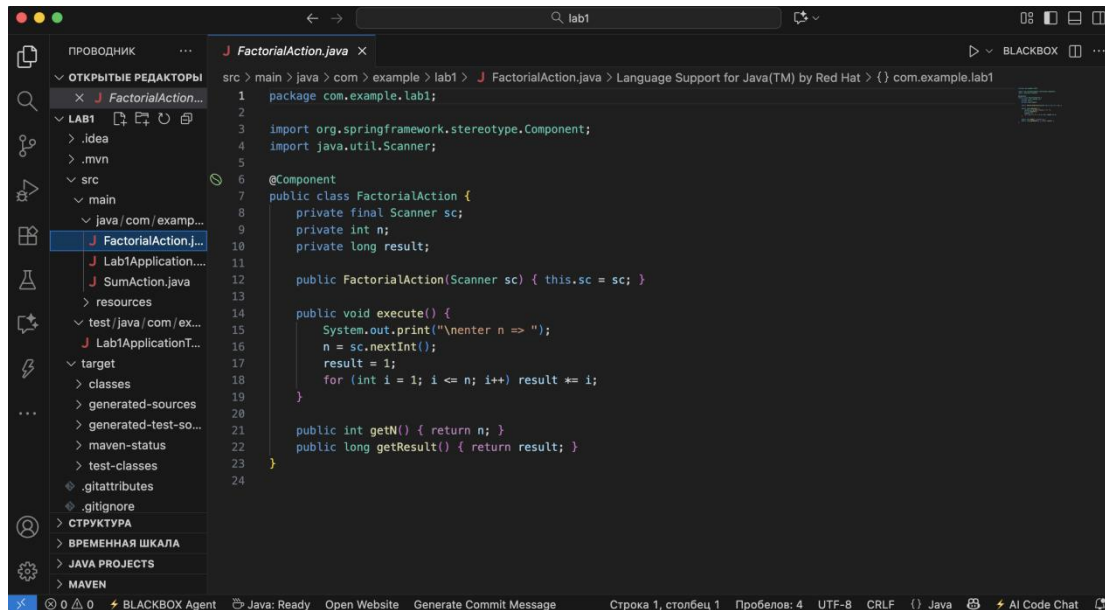 lab1
ПРОВОДНИК ...
ОТКРЫТЫЕ РЕДАКТОРЫ
J FactorialAction...
LAB1
.idea
.mvn
src
main
java/com/examp...
J FactorialAction.j...
J Lab1Application....
J SumAction.java
resources
test/java/com/ex...
J Lab1ApplicationT...
target
classes
generated-sources
generated-test-so...
maven-status
test-classes
.gitattributes
.gitignore
СТРУКТУРА
ВРЕМЕННАЯ ШКАЛА
JAVA PROJECTS
MAVEN
J FactorialAction.java
BLACKBOX
src > main > java > com > example > lab1 > J FactorialAction.java > Language Support for Java(TM) by Red Hat > {} com.example.lab1
1 package com.example.lab1;
2
3 import org.springframework.stereotype.Component;
4 import java.util.Scanner;
5
6 @Component
7 public class FactorialAction {
8 private final Scanner sc;
9 private int n;
10 private long result;
11
12 public FactorialAction(Scanner sc) { this.sc = sc; }
13
14 public void execute() {
15 System.out.print("\nenter n => ");
16 n = sc.nextInt();
17 result = 1;
18 for (int i = 1; i <= n; i++) result *= i;
19 }
20
21 public int getN() { return n; }
22 public long getResult() { return result; }
23 }
24
0 0 BLACKBOX Agent Java: Ready Open Website Generate Commit Message Строка 1, столбец 1 Пробелов: 4 UTF-8 CRLF {} Java AI Code Chat